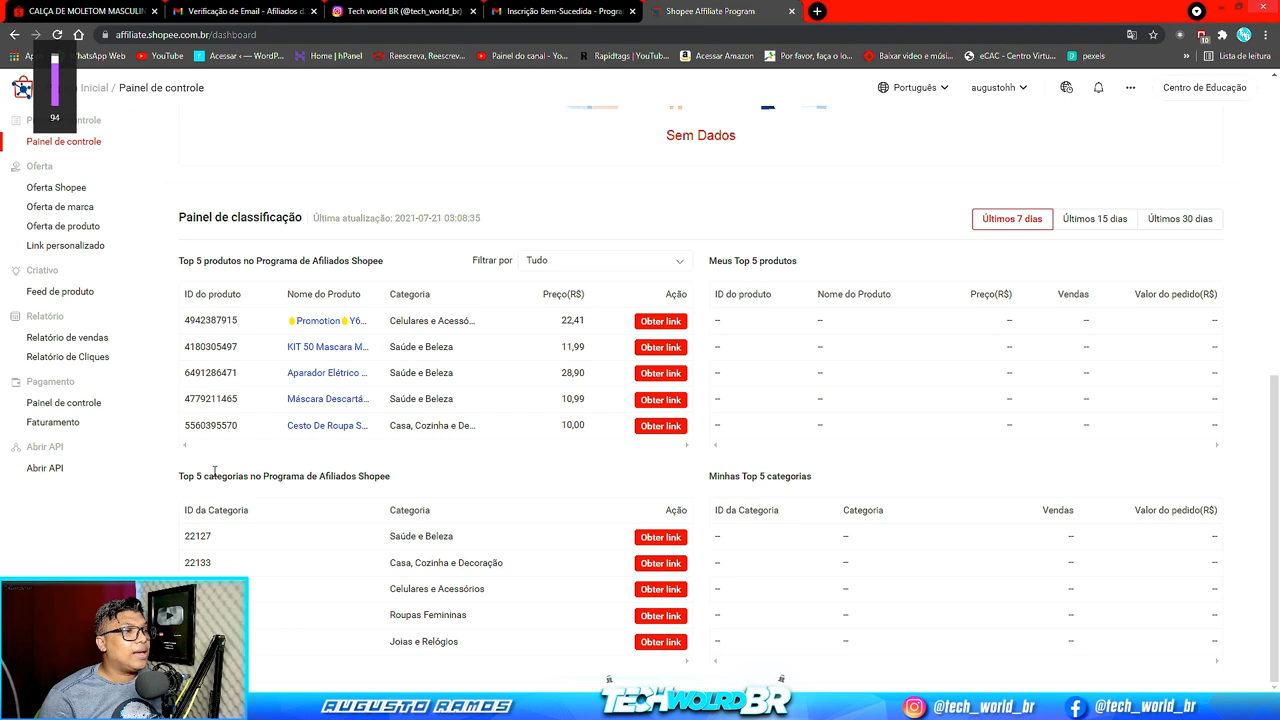 CALÇA DE MOLETOM MASCULIN
Verificação de Email - Afiliados d
Tech world BR (@tech_world_br)
Inscrição Bem-Sucedida - Progra
Shopee Affiliate Program
affiliate.shopee.com.br/dashboard
WhatsApp Web
YouTube
Acessar ‹ — WordP...
Home | hPanel
Reescreva, Reescrev...
Painel do canal - Yo...
Rapidtags | YouTub...
Acessar Amazon
Por favor, faça o lo...
Baixar vídeo e músi...
eCAC - Centro Virtu...
pexels
Lista de leitura
94
Inicial / Painel de controle
Português
augustohh
Centro de Educação
Painel de controle
Oferta
Oferta Shopee
Oferta de marca
Oferta de produto
Link personalizado
Criativo
Feed de produto
Relatório
Relatório de vendas
Relatório de Cliques
Pagamento
Painel de controle
Faturamento
Abrir API
Abrir API
Sem Dados
Painel de classificação
Última atualização: 2021-07-21 03:08:35
Últimos 7 dias
Últimos 15 dias
Últimos 30 dias
Top 5 produtos no Programa de Afiliados Shopee
Filtrar por
Tudo
ID do produto Nome do Produto Categoria Preço(R$) Ação
4942387915 Promotion Y6... Celulares e Acessó... 22,41 Obter link
4180305497 KIT 50 Mascara M... Saúde e Beleza 11,99 Obter link
6491286471 Aparador Elétrico ... Saúde e Beleza 28,90 Obter link
4779211465 Máscara Descartá... Saúde e Beleza 10,99 Obter link
5560395570 Cesto De Roupa S... Casa, Cozinha e De... 10,00 Obter link
Meus Top 5 produtos
ID do produto Nome do Produto Preço(R$) Vendas Valor do pedido(R$)
-- -- -- -- --
-- -- -- -- --
-- -- -- -- --
-- -- -- -- --
-- -- -- -- --
Top 5 categorias no Programa de Afiliados Shopee
ID da Categoria Categoria Ação
22127 Saúde e Beleza Obter link
22133 Casa, Cozinha e Decoração Obter link
Celulares e Acessórios Obter link
Roupas Femininas Obter link
Joias e Relógios Obter link
Minhas Top 5 categorias
ID da Categoria Categoria Vendas Valor do pedido(R$)
-- -- -- --
-- -- -- --
-- -- -- --
-- -- -- --
-- -- -- --
AUGUSTO RAMOS
TECHWOLRDBR
@tech_world_br
@tech_world_br